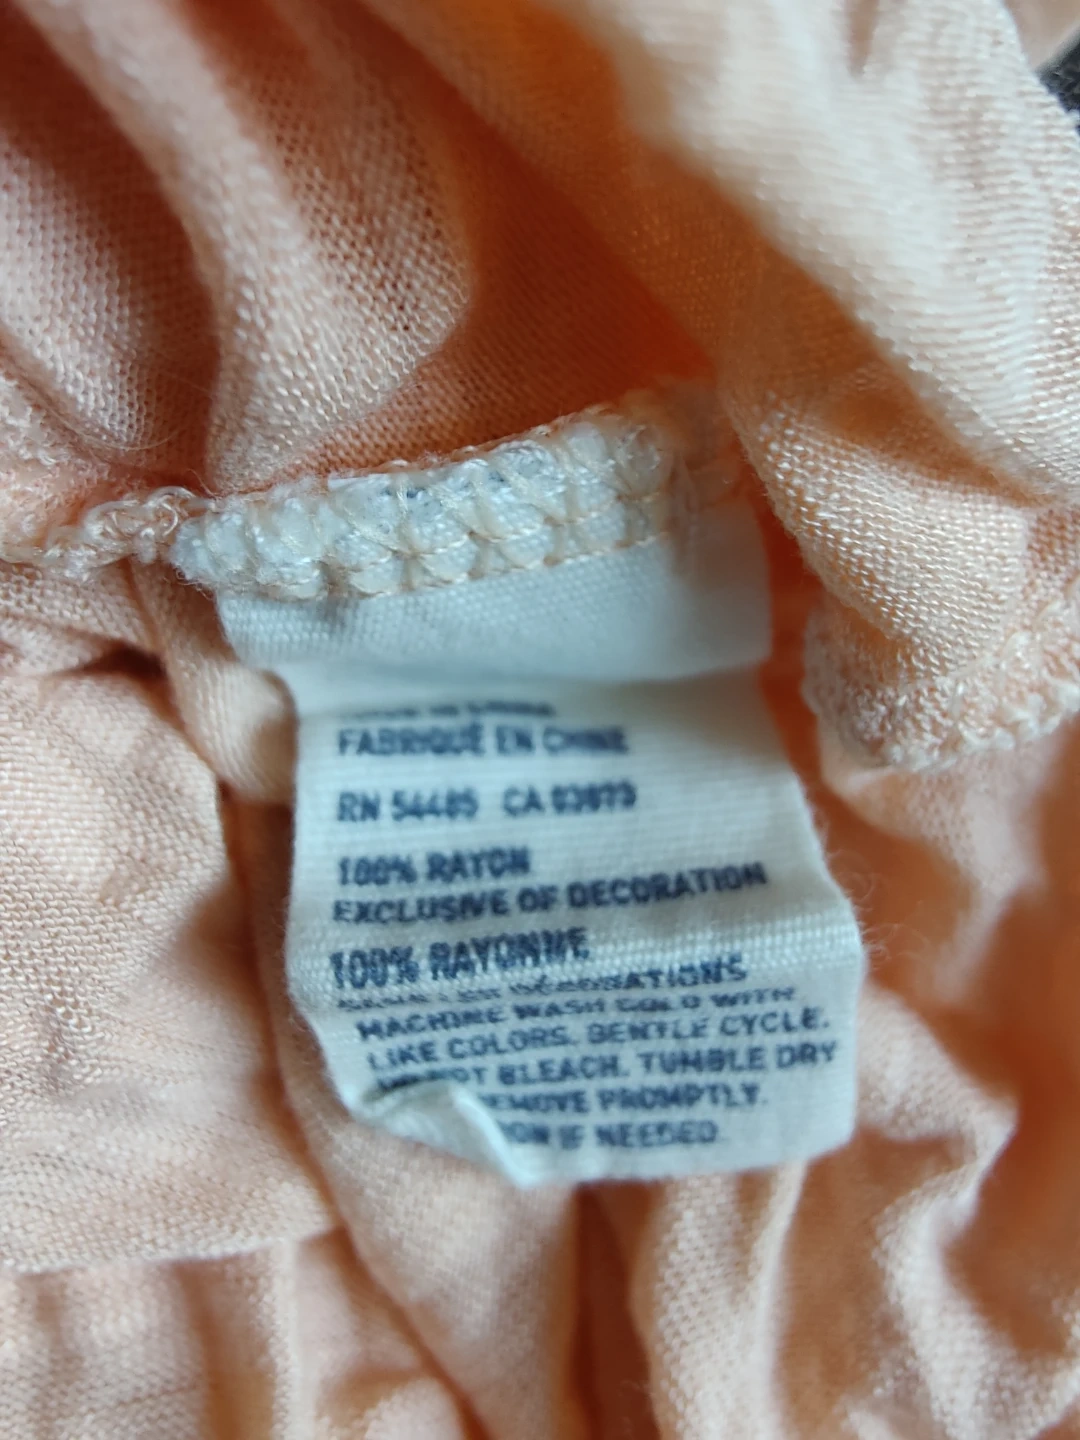 FABRIQUÉ EN CHINE
RN 54485 CA
100% RAYON
EXCLUSIVE OF DECORATION
100% RAYONNE
DÉCORATIONS
MACHINE WASH COLD WITH
LIKE COLORS. GENTLE CYCLE.
BLEACH. TUMBLE DRY
REMOVE PROMPTLY.
IF NEEDED.